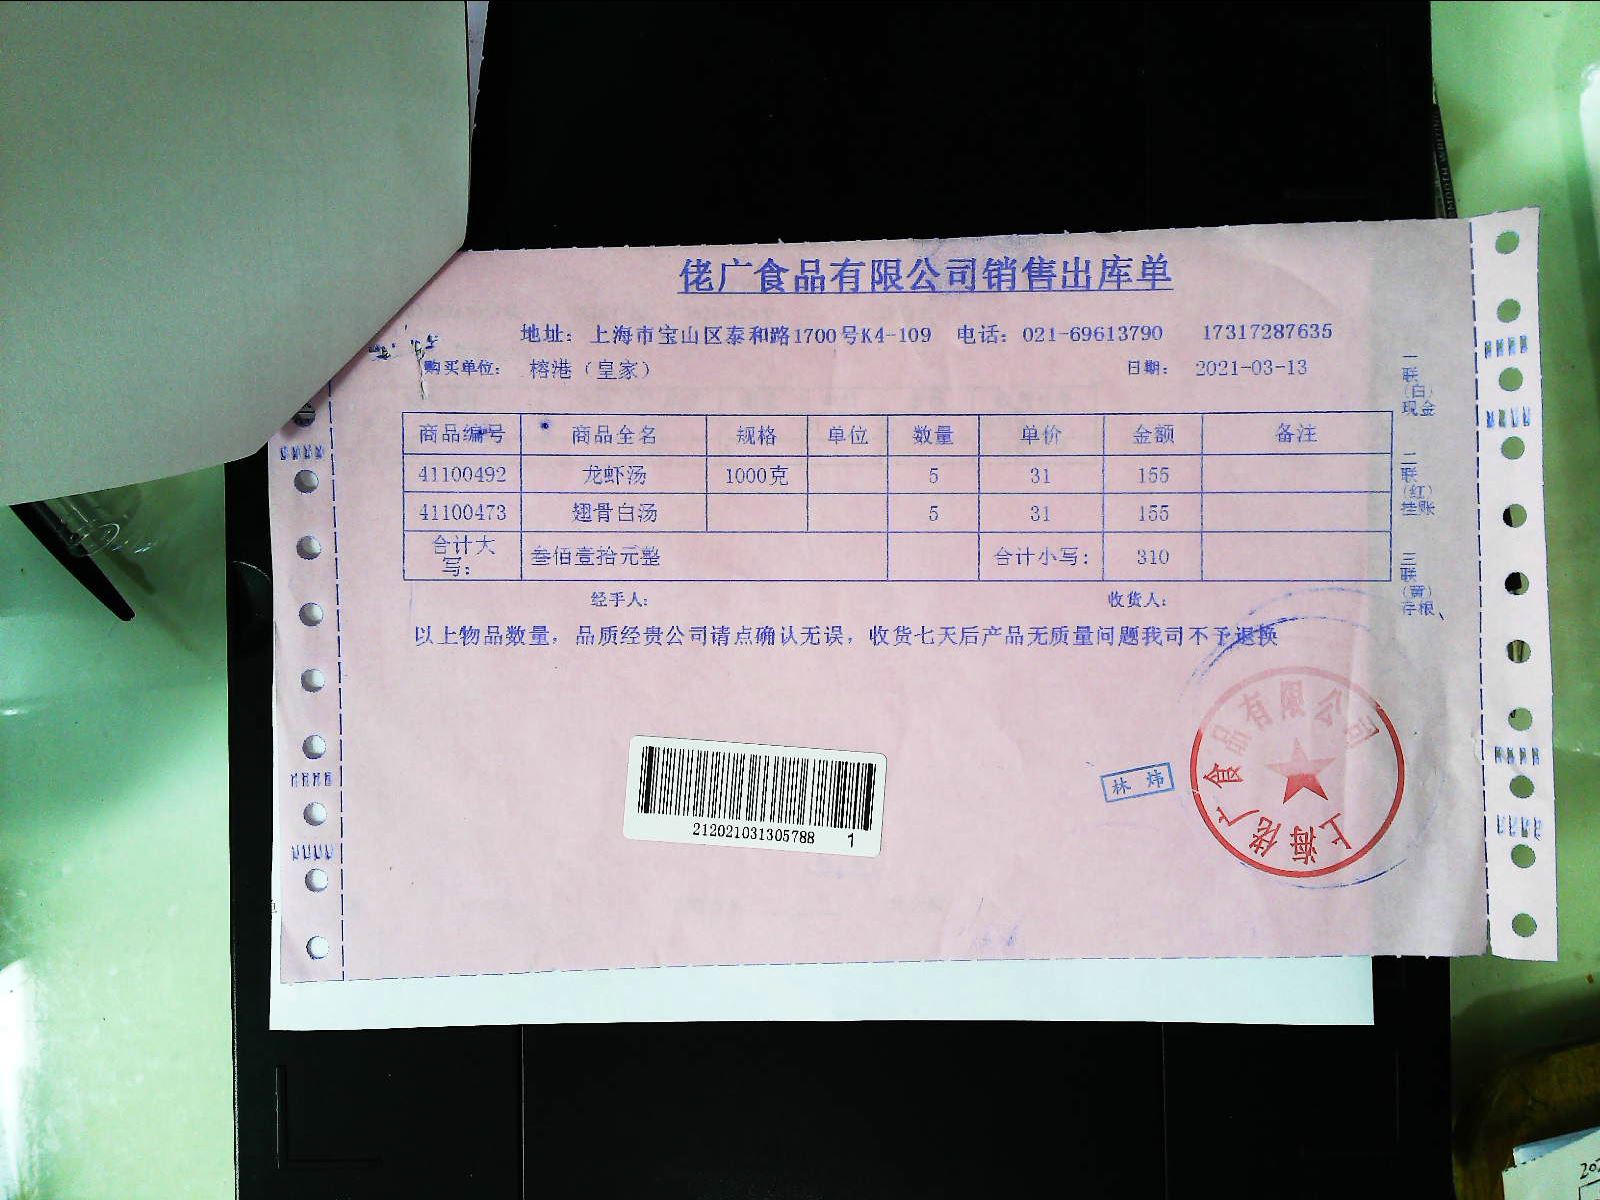 佬广食品有限公司销售出库单
地址：上海市宝山区泰和路1700号K4-109 电话：021-69613790 17317287635
购买单位：榕港（皇家） 日期：2021-03-13
商品编号 商品全名 规格 单位 数量 单价 金额 备注
41100492 龙虾汤 1000克 5 31 155
41100473 翅骨白汤 5 31 155
合计大写： 叁佰壹拾元整 合计小写： 310
经手人： 收货人：
以上物品数量，品质经贵公司请点确认无误，收货七天后产品无质量问题我司不予退换
一联（白）现金
二联（红）挂账
三联（黄）存根、
212021031305788 1
林炜
上海佬广食品有限公司